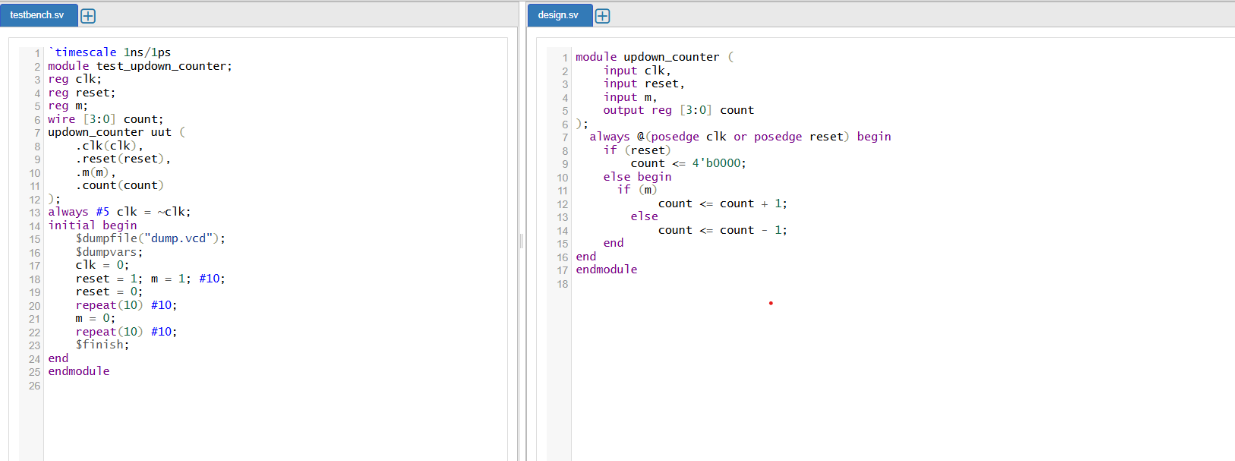 testbench.sv
1 `timescale 1ns/1ps
2 module test_updown_counter;
3 reg clk;
4 reg reset;
5 reg m;
6 wire [3:0] count;
7 updown_counter uut (
8     .clk(clk),
9     .reset(reset),
10     .m(m),
11     .count(count)
12 );
13 always #5 clk = ~clk;
14 initial begin
15     $dumpfile("dump.vcd");
16     $dumpvars;
17     clk = 0;
18     reset = 1; m = 1; #10;
19     reset = 0;
20     repeat(10) #10;
21     m = 0;
22     repeat(10) #10;
23     $finish;
24 end
25 endmodule
26
design.sv
1 module updown_counter (
2     input clk,
3     input reset,
4     input m,
5     output reg [3:0] count
6 );
7   always @(posedge clk or posedge reset) begin
8     if (reset)
9         count <= 4'b0000;
10     else begin
11       if (m)
12             count <= count + 1;
13         else
14             count <= count - 1;
15     end
16 end
17 endmodule
18